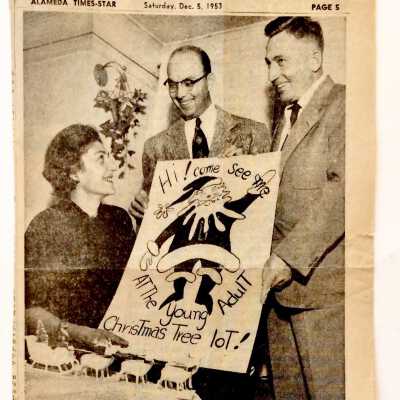 ALAMEDA TIMES-STAR Saturday, Dec. 5, 1953 PAGE 5
Hi! come see me
AT The Young Adult
Christmas Tree lot!